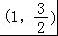 (1, 3/2)